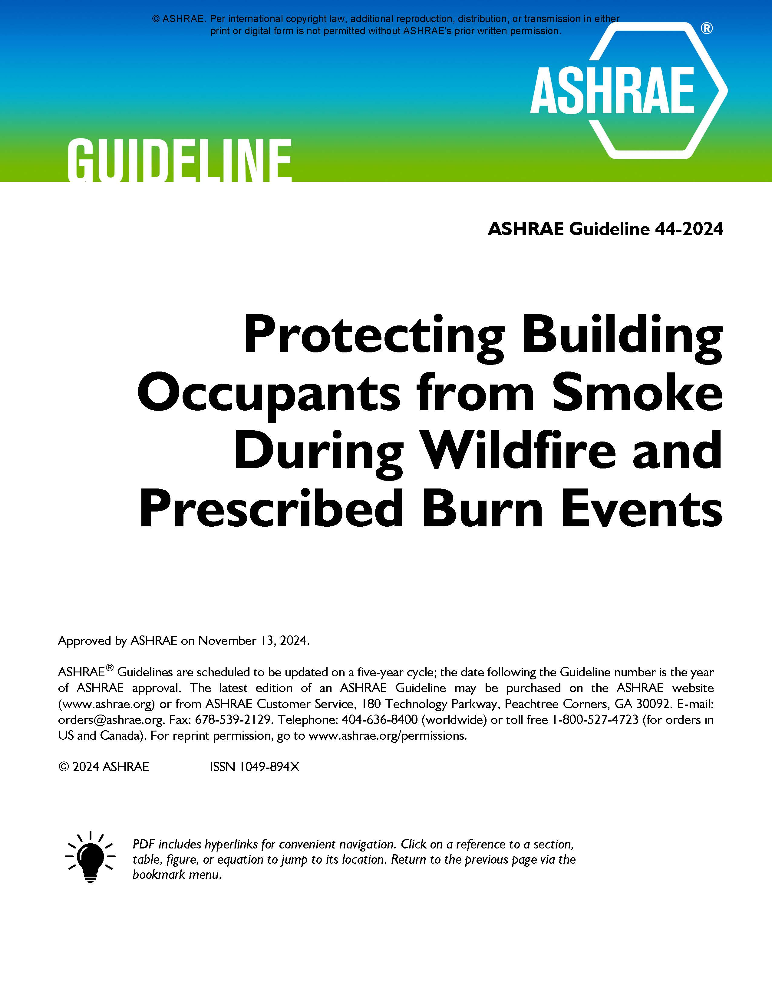 © ASHRAE. Per international copyright law, additional reproduction, distribution, or transmission in either
print or digital form is not permitted without ASHRAE's prior written permission.
®
ASHRAE
GUIDELINE
ASHRAE Guideline 44-2024
Protecting Building
Occupants from Smoke
During Wildfire and
Prescribed Burn Events
Approved by ASHRAE on November 13, 2024.
ASHRAE® Guidelines are scheduled to be updated on a five-year cycle; the date following the Guideline number is the year
of ASHRAE approval. The latest edition of an ASHRAE Guideline may be purchased on the ASHRAE website
(www.ashrae.org) or from ASHRAE Customer Service, 180 Technology Parkway, Peachtree Corners, GA 30092. E-mail:
orders@ashrae.org. Fax: 678-539-2129. Telephone: 404-636-8400 (worldwide) or toll free 1-800-527-4723 (for orders in
US and Canada). For reprint permission, go to www.ashrae.org/permissions.
© 2024 ASHRAE ISSN 1049-894X
PDF includes hyperlinks for convenient navigation. Click on a reference to a section,
table, figure, or equation to jump to its location. Return to the previous page via the
bookmark menu.